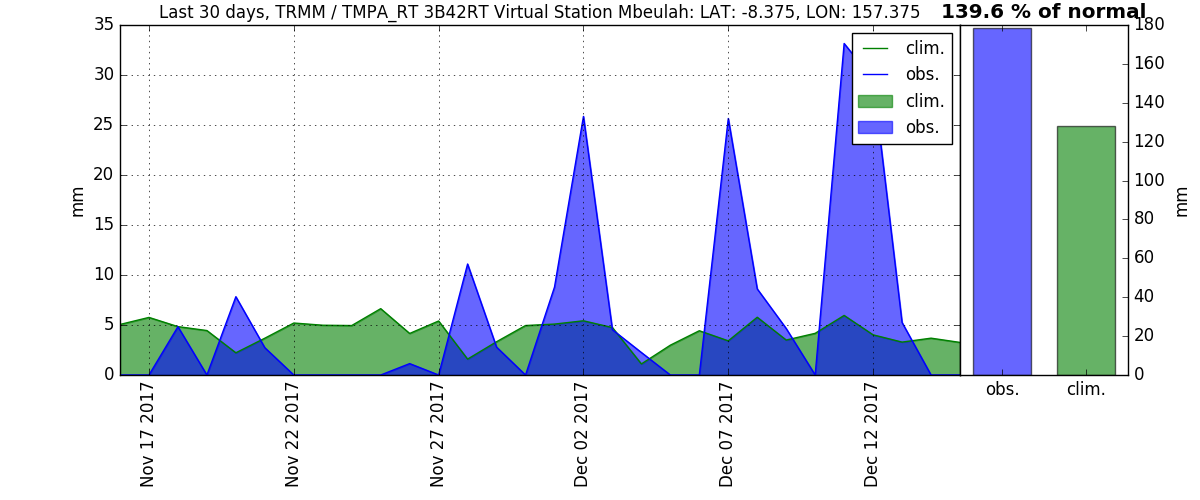 Last 30 days, TRMM / TMPA_RT 3B42RT Virtual Station Mbeulah: LAT: -8.375, LON: 157.375
139.6 % of normal
35
30
25
20
15
10
5
0
mm
clim.
obs.
clim.
obs.
Nov 17 2017
Nov 22 2017
Nov 27 2017
Dec 02 2017
Dec 07 2017
Dec 12 2017
180
160
140
120
100
80
60
40
20
0
mm
obs. clim.